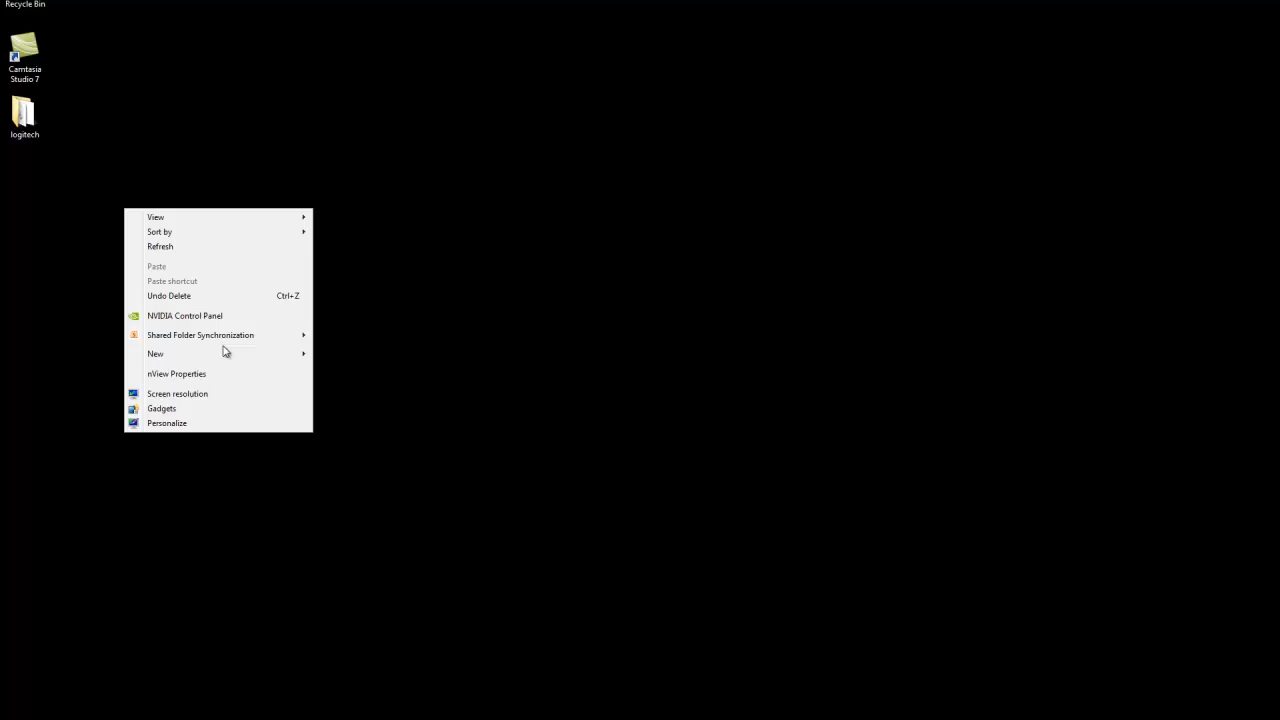 Recycle Bin
Camtasia
Studio 7
logitech
View
Sort by
Refresh
Paste
Paste shortcut
Undo Delete Ctrl+Z
NVIDIA Control Panel
Shared Folder Synchronization
New
nView Properties
Screen resolution
Gadgets
Personalize